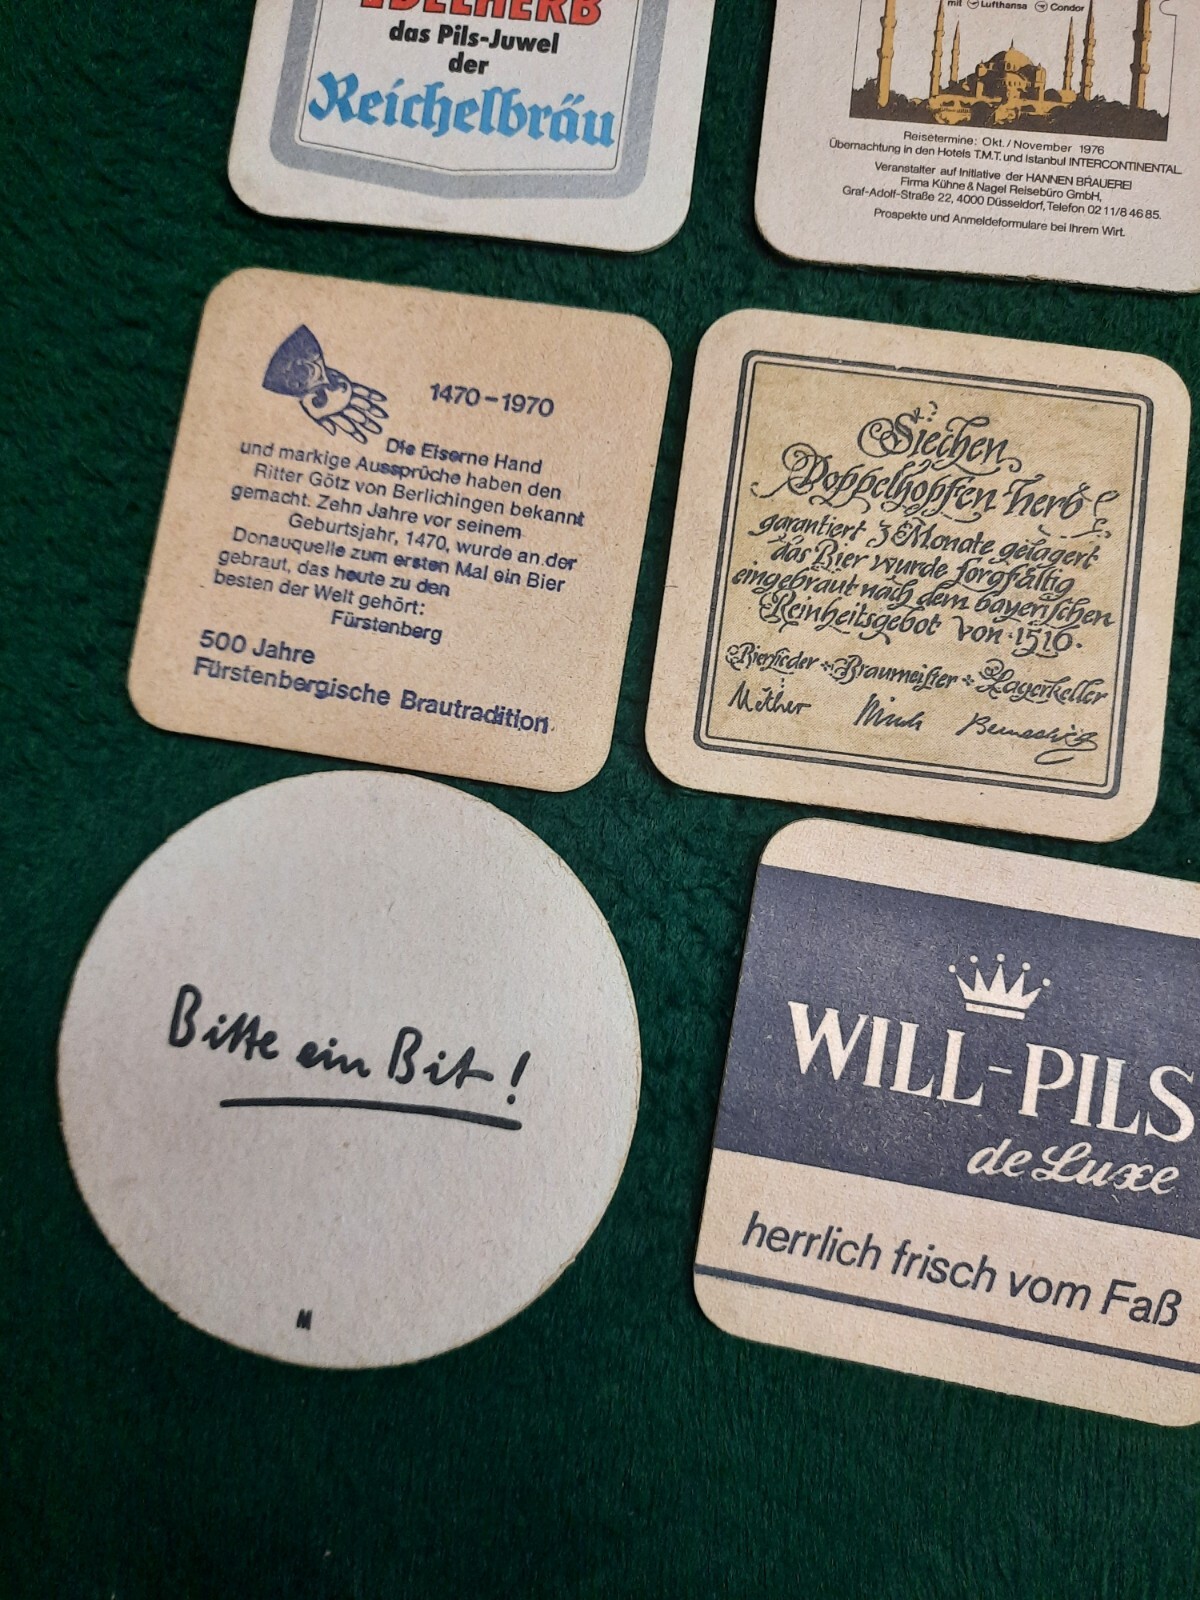 EDELHERB
das Pils-Juwel
der
Reichelbräu
mit Lufthansa Condor
Reisetermine: Okt./November 1976
Übernachtung in den Hotels T.M.T. und Istanbul INTERCONTINENTAL
Veranstalter auf Initiative der HANNEN BRAUEREI
Firma Kühne & Nagel Reisebüro GmbH,
Graf-Adolf-Straße 22, 4000 Düsseldorf, Telefon 02 11/8 46 85.
Prospekte und Anmeldeformulare bei Ihrem Wirt.
1470-1970
Die Eiserne Hand
und markige Aussprüche haben den
Ritter Götz von Berlichingen bekannt
gemacht. Zehn Jahre vor seinem
Geburtsjahr, 1470, wurde an der
Donauquelle zum ersten Mal ein Bier
gebraut, das heute zu den
besten der Welt gehört:
Fürstenberg
500 Jahre
Fürstenbergische Brautradition
Siechen
Doppelhopfen herb
garantiert 3 Monate gelagert
das Bier wurde sorgfältig
eingebraut nach dem bayerischen
Reinheitsgebot von 1516.
Biersieder Braumeister Lagerkeller
Bitte ein Bit!
M
WILL-PILS
de Luxe
herrlich frisch vom Faß